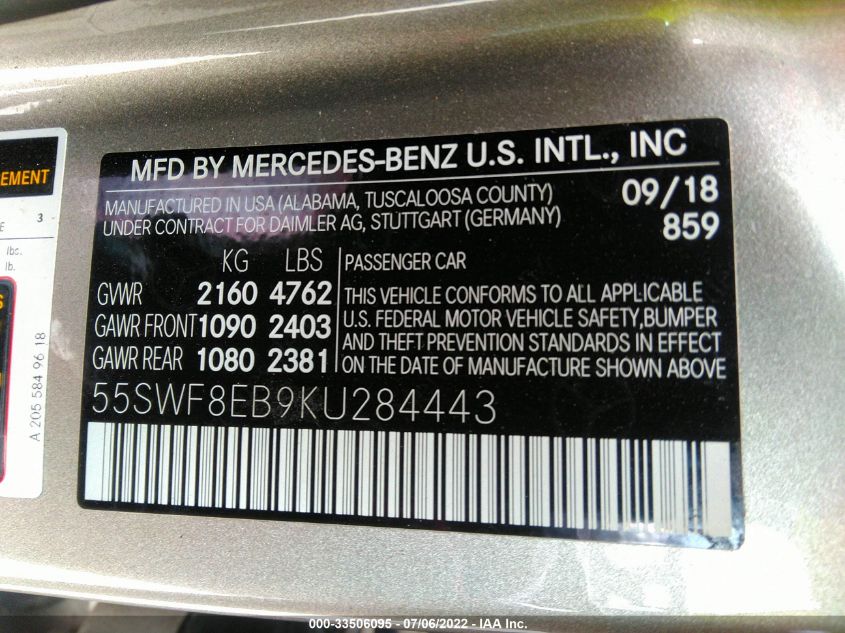 EMENT
3
E
lbs.
lb.
S
A 205 584 96 18
MFD BY MERCEDES-BENZ U.S. INTL., INC
MANUFACTURED IN USA (ALABAMA, TUSCALOOSA COUNTY) 09/18
UNDER CONTRACT FOR DAIMLER AG, STUTTGART (GERMANY) 859
KG LBS PASSENGER CAR
GVWR 2160 4762
GAWR FRONT 1090 2403
GAWR REAR 1080 2381
THIS VEHICLE CONFORMS TO ALL APPLICABLE
U.S. FEDERAL MOTOR VEHICLE SAFETY,BUMPER
AND THEFT PREVENTION STANDARDS IN EFFECT
ON THE DATE OF MANUFACTURE SHOWN ABOVE
55SWF8EB9KU284443
000-33506095 - 07/06/2022 - IAA Inc.